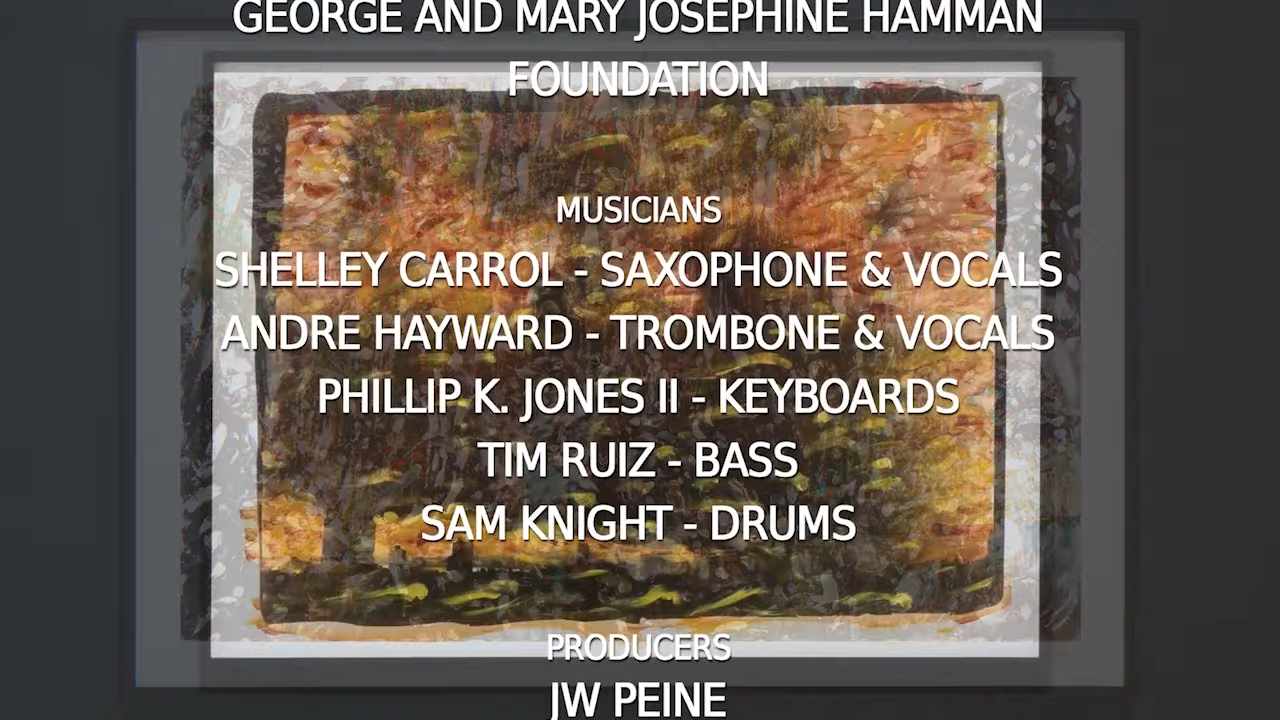 GEORGE AND MARY JOSEPHINE HAMMAN
FOUNDATION
MUSICIANS
SHELLEY CARROL - SAXOPHONE & VOCALS
ANDRE HAYWARD - TROMBONE & VOCALS
PHILLIP K. JONES II - KEYBOARDS
TIM RUIZ - BASS
SAM KNIGHT - DRUMS
PRODUCERS
JW PEINE